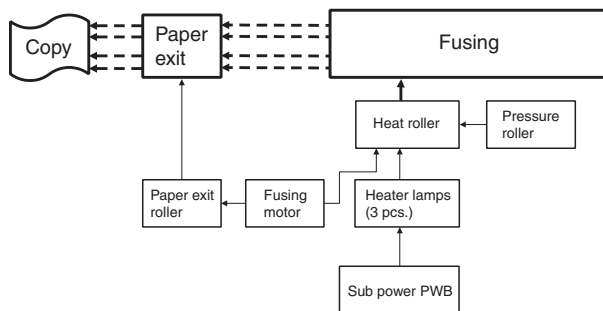 Copy
Paper
exit
Fusing
Heat roller
Pressure
roller
Paper exit
roller
Fusing
motor
Heater lamps
(3 pcs.)
Sub power PWB